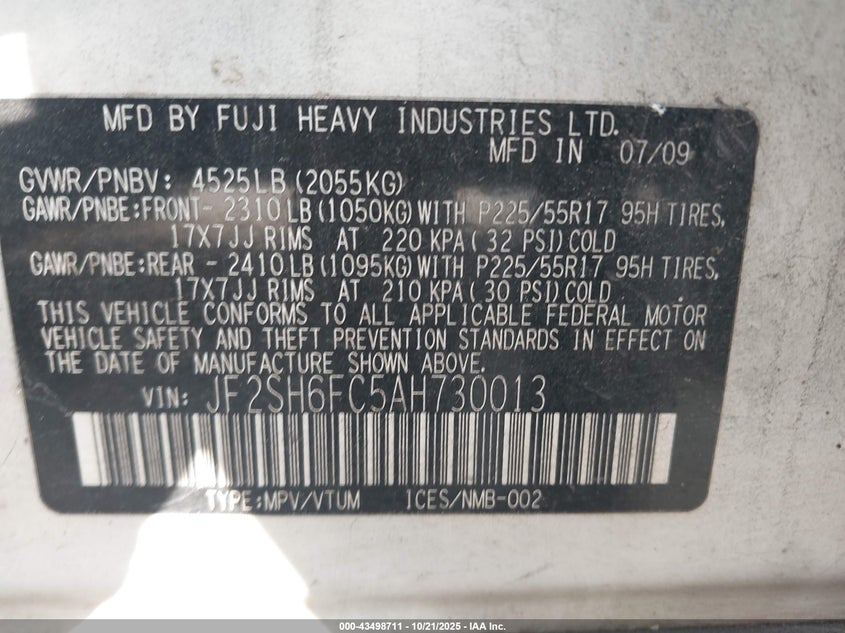 MFD BY FUJI HEAVY INDUSTRIES LTD.
MFD IN 07/09
GVWR/PNBV: 4525LB (2055KG)
GAWR/PNBE:FRONT- 2310LB (1050KG) WITH P225/55R17 95H TIRES,
17X7JJ RIMS AT 220 KPA (32 PSI) COLD
GAWR/PNBE:REAR - 2410LB (1095KG) WITH P225/55R17 95H TIRES,
17X7JJ RIMS AT 210 KPA (30 PSI) COLD
THIS VEHICLE CONFORMS TO ALL APPLICABLE FEDERAL MOTOR
VEHICLE SAFETY AND THEFT PREVENTION STANDARDS IN EFFECT ON
THE DATE OF MANUFACTURE SHOWN ABOVE.
VIN: JF2SH6FC5AH730013
TYPE:MPV/VTUM ICES/NMB-002
000-43498711 - 10/21/2025 - IAA Inc.